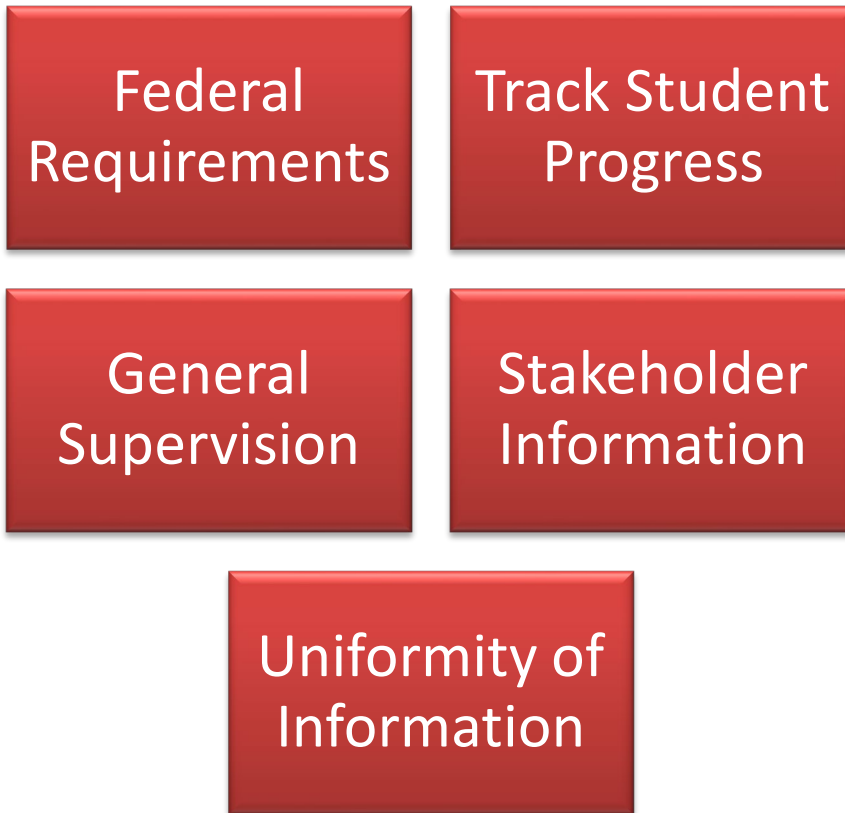 Federal
Requirements
Track Student
Progress
General
Supervision
Stakeholder
Information
Uniformity of
Information